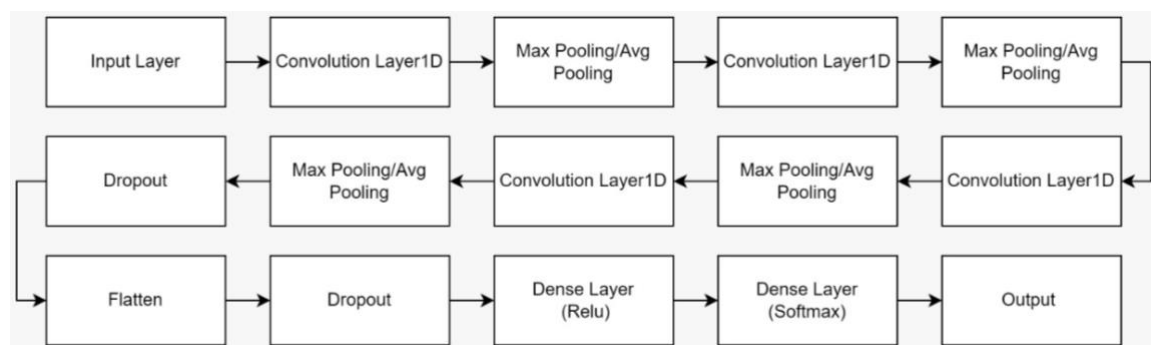 Input Layer
Convolution Layer1D
Max Pooling/Avg
Pooling
Convolution Layer1D
Max Pooling/Avg
Pooling
Convolution Layer1D
Max Pooling/Avg
Pooling
Convolution Layer1D
Max Pooling/Avg
Pooling
Dropout
Flatten
Dropout
Dense Layer
(Relu)
Dense Layer
(Softmax)
Output